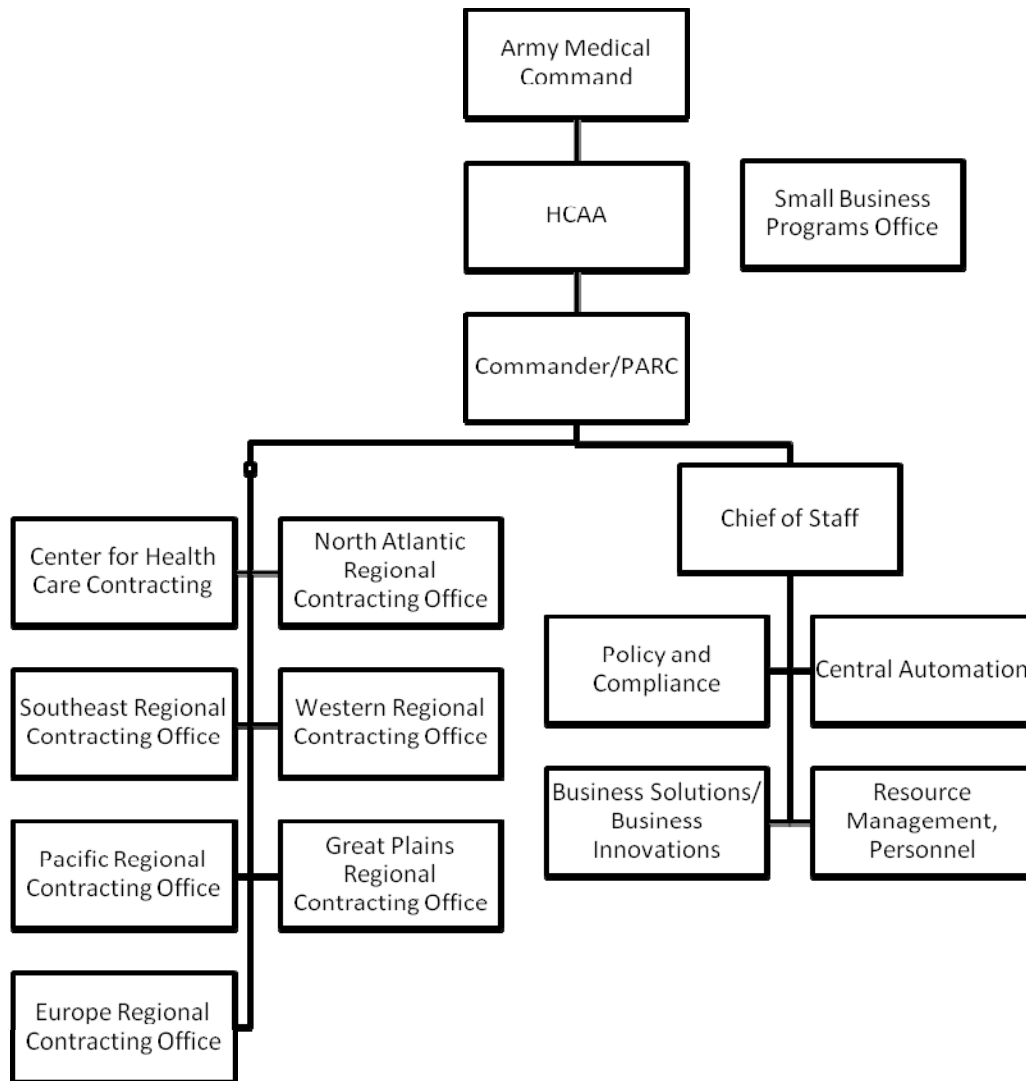 Army Medical
Command
HCAA
Small Business
Programs Office
Commander/PARC
Chief of Staff
Center for Health
Care Contracting
North Atlantic
Regional
Contracting Office
Policy and
Compliance
Central Automation
Southeast Regional
Contracting Office
Western Regional
Contracting Office
Business Solutions/
Business
Innovations
Resource
Management,
Personnel
Pacific Regional
Contracting Office
Great Plains
Regional
Contracting Office
Europe Regional
Contracting Office